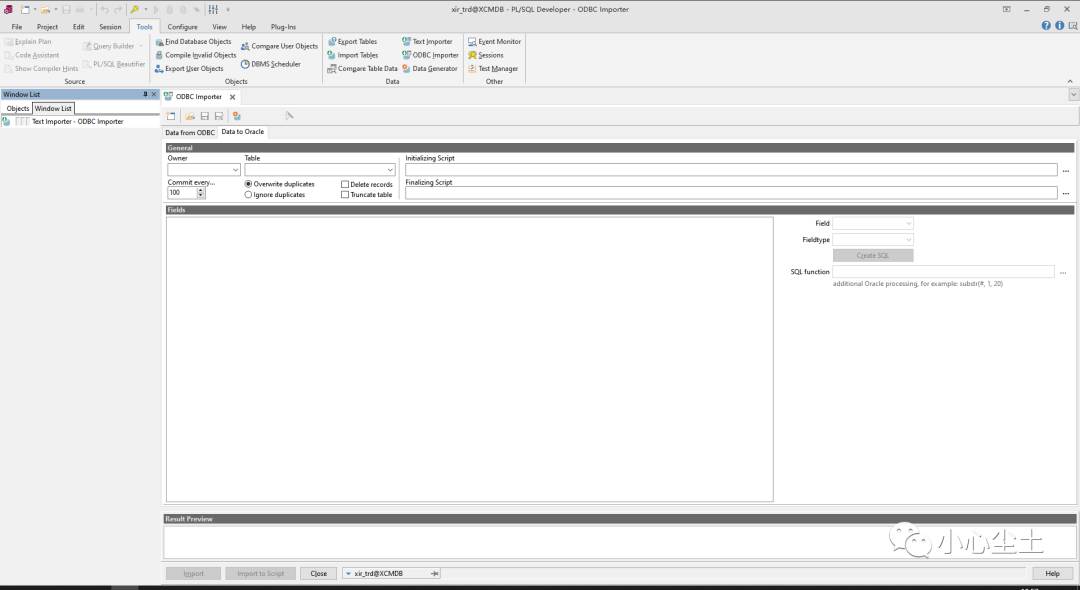 xir_trd@XCMDB - PL/SQL Developer - ODBC Importer
File Project Edit Session Tools Configure View Help Plug-Ins
Explain Plan Query Builder Find Database Objects Compare User Objects Export Tables Text Importer Event Monitor
Code Assistant PL/SQL Beautifier Compile Invalid Objects DBMS Scheduler Import Tables ODBC Importer Sessions
Show Compiler Hints Export User Objects Compare Table Data Data Generator Test Manager
Source Objects Data Other
Window List ODBC Importer
Objects Window List
Text Importer - ODBC Importer
Data from ODBC Data to Oracle
General
Owner Table Initializing Script
...
Commit every... Overwrite duplicates Delete records Finalizing Script
100 Ignore duplicates Truncate table ...
Fields
Field
Fieldtype
Create SQL
SQL function ...
additional Oracle processing, for example: substr(#, 1, 20)
Result Preview
小心尘土
Import Import to Script Close xir_trd@XCMDB Help